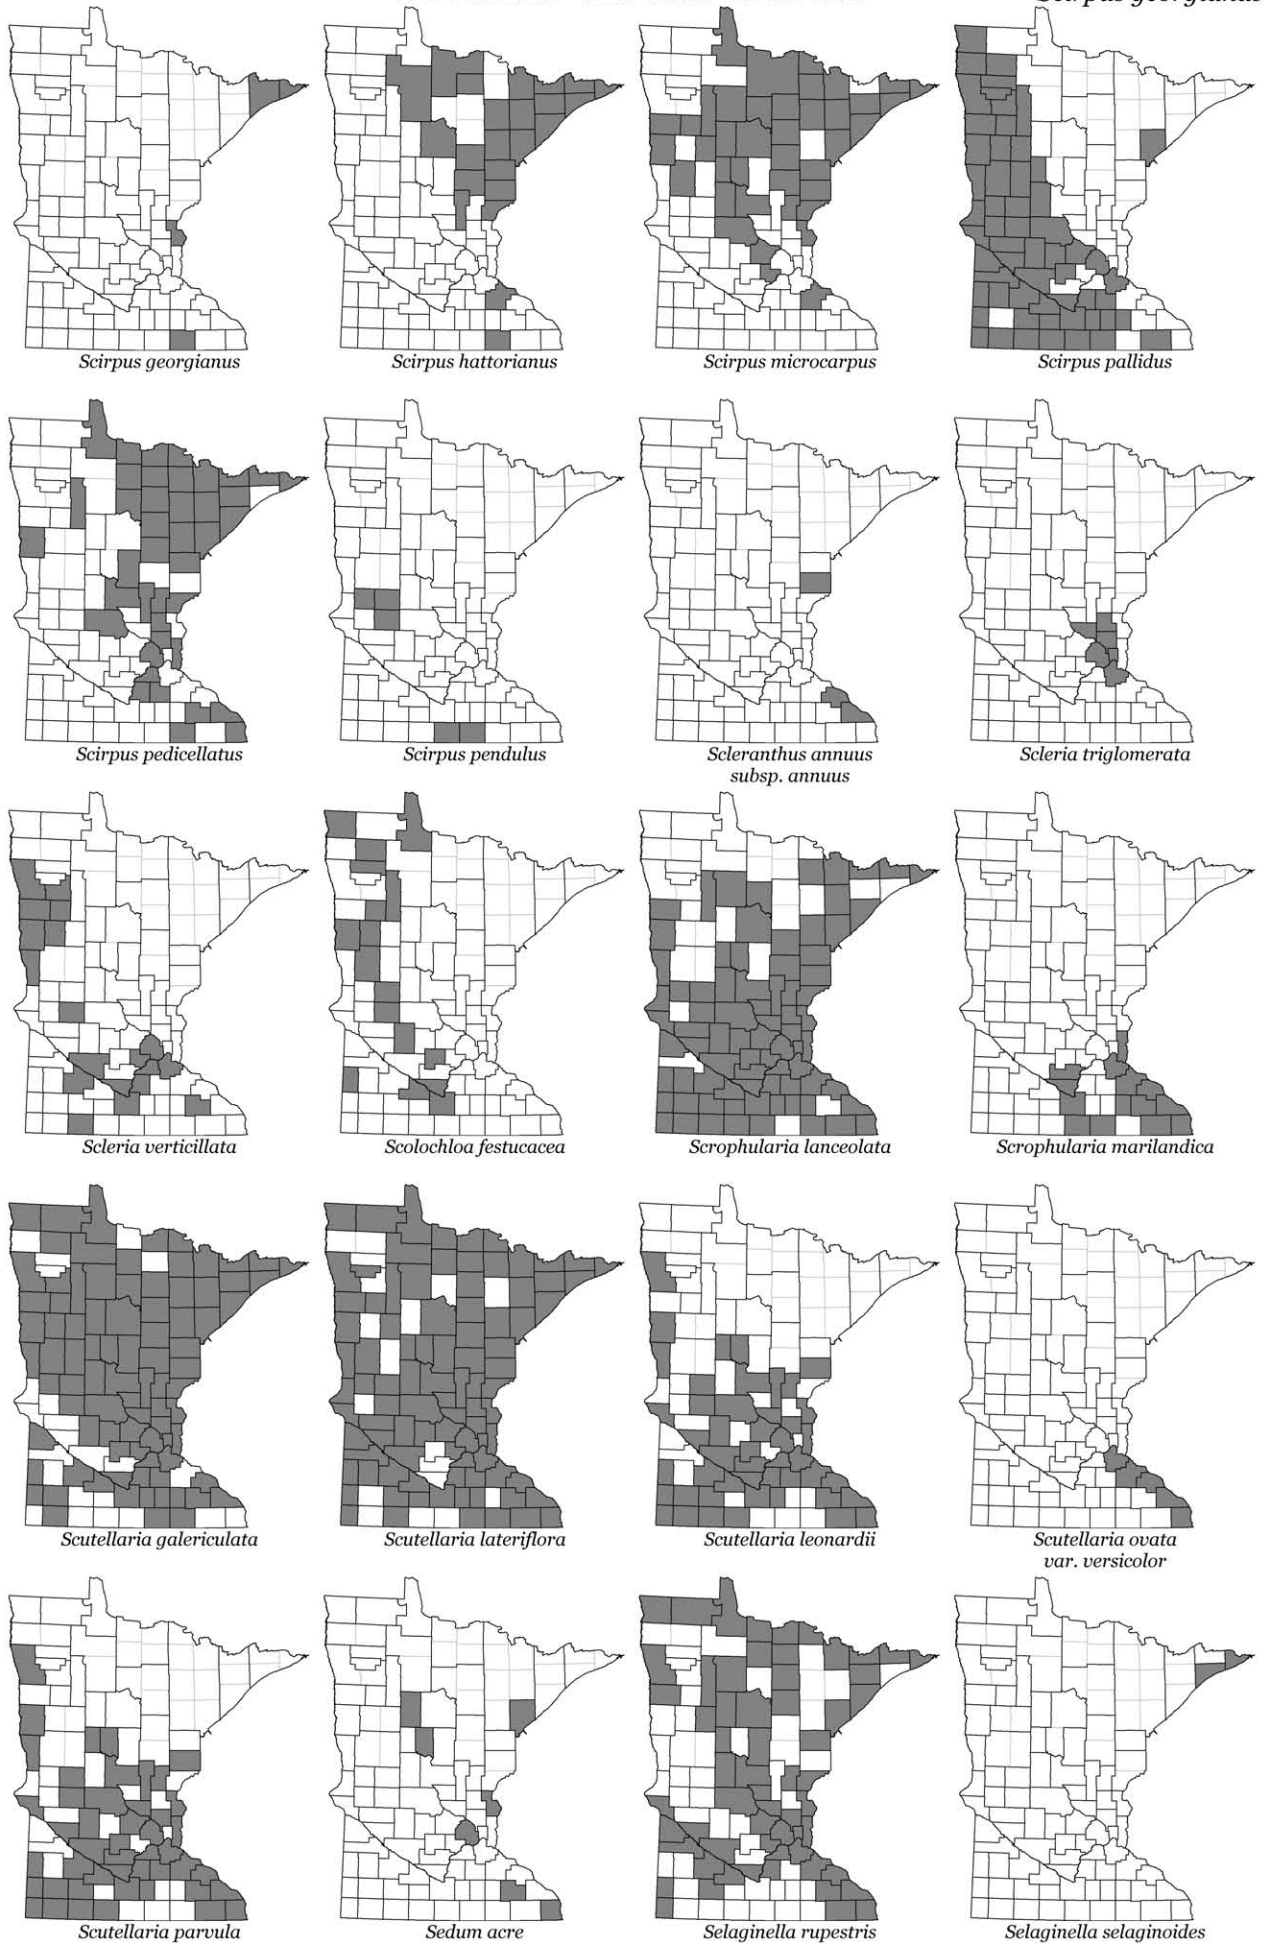 Scirpus georgianus
Scirpus georgianus
Scirpus hattorianus
Scirpus microcarpus
Scirpus pallidus
Scirpus pedicellatus
Scirpus pendulus
Scleranthus annuus
subsp. annuus
Scleria triglomerata
Scleria verticillata
Scolochloa festucacea
Scrophularia lanceolata
Scrophularia marilandica
Scutellaria galericulata
Scutellaria lateriflora
Scutellaria leonardii
Scutellaria ovata
var. versicolor
Scutellaria parvula
Sedum acre
Selaginella rupestris
Selaginella selaginoides